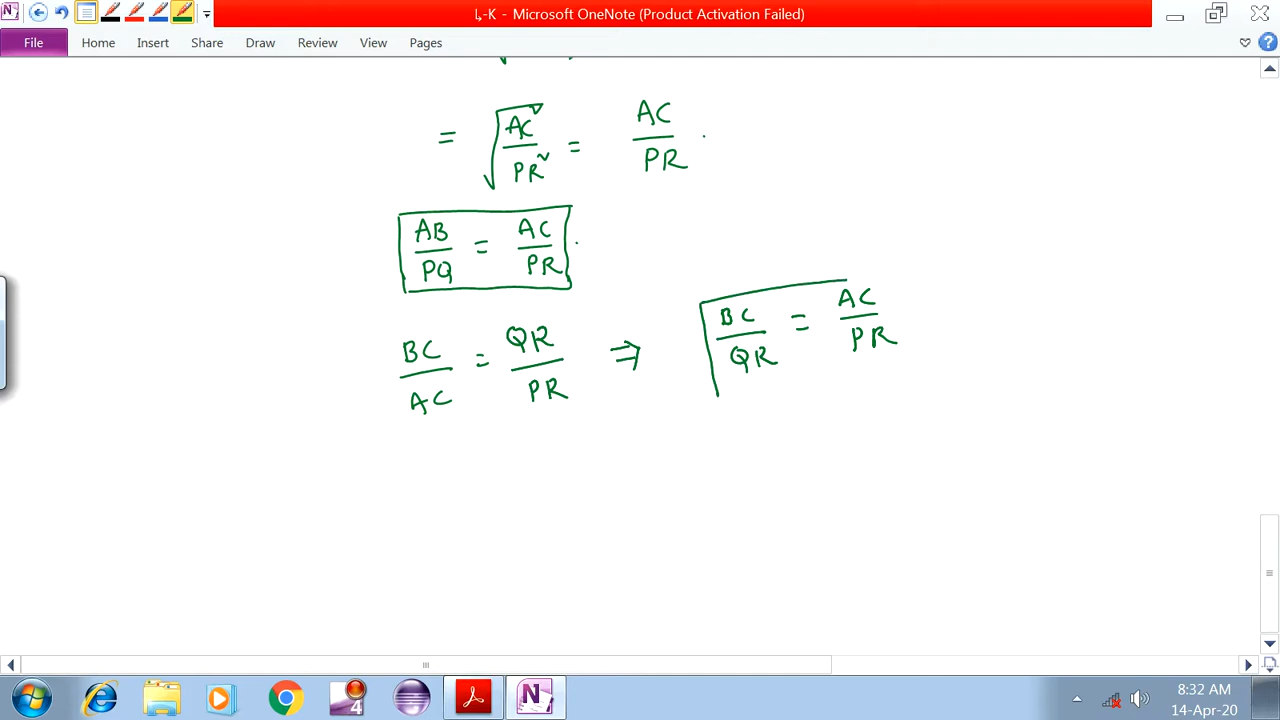 L-K - Microsoft OneNote (Product Activation Failed)
File Home Insert Share Draw Review View Pages
= √(AC²/PR²) = AC/PR
AB/PQ = AC/PR
BC/AC = QR/PR ⇒ BC/QR = AC/PR
4
8:32 AM
14-Apr-20